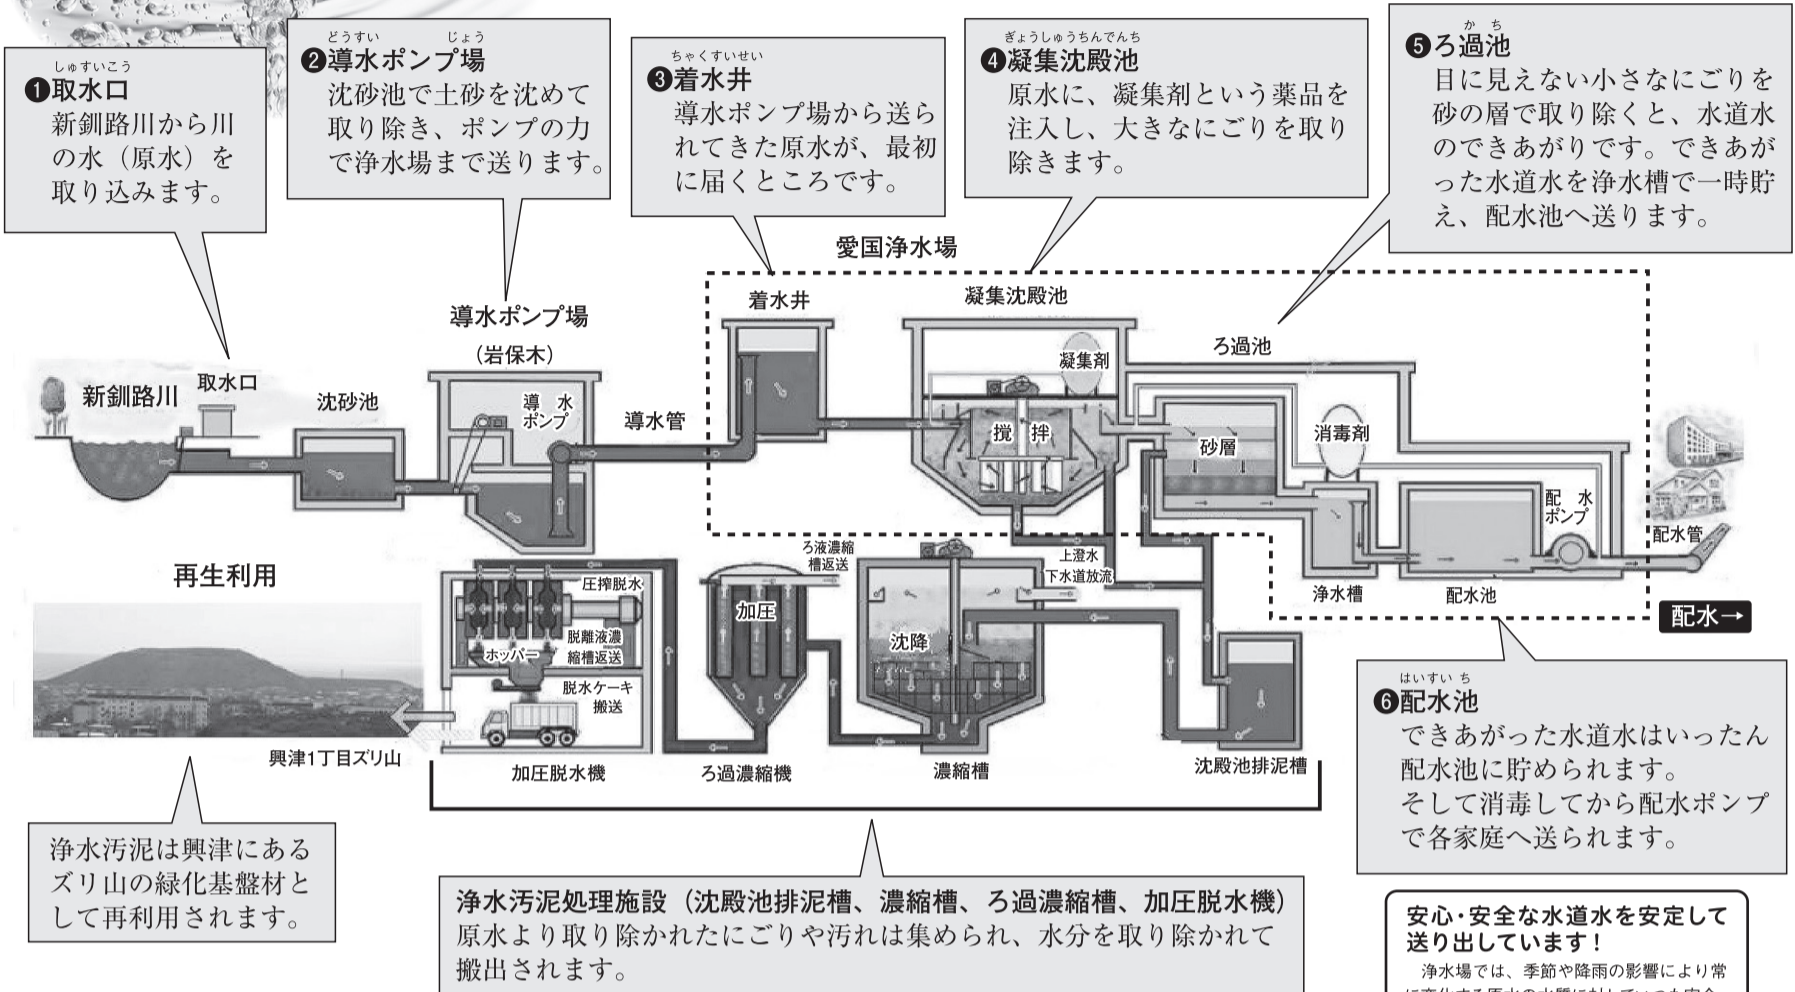 しゅすいこう
❶取水口
新釧路川から川
の水（原水）を
取り込みます。
どうすい じょう
❷導水ポンプ場
沈砂池で土砂を沈めて
取り除き、ポンプの力
で浄水場まで送ります。
ちゃくすいせい
❸着水井
導水ポンプ場から送ら
れてきた原水が、最初
に届くところです。
ぎょうしゅうちんでんち
❹凝集沈殿池
原水に、凝集剤という薬品を
注入し、大きなにごりを取り
除きます。
か ち
❺ろ過池
目に見えない小さなにごりを
砂の層で取り除くと、水道水
のできあがりです。できあが
った水道水を浄水槽で一時貯
え、配水池へ送ります。
愛国浄水場
着水井
凝集沈殿池
導水ポンプ場
（岩保木）
ろ過池
凝集剤
新釧路川
取水口
沈砂池
導 水
ポンプ
導水管
攪 拌
砂層
消毒剤
配 水
ポンプ
配水管
浄水槽
配水池
配水→
上澄水
下水道放流
ろ液濃縮
槽返送
再生利用
圧搾脱水
脱離液濃
縮槽返送
ホッパー
脱水ケーキ
搬送
加圧
沈降
興津1丁目ズリ山
加圧脱水機
ろ過濃縮機
濃縮槽
沈殿池排泥槽
はいすい ち
❻配水池
できあがった水道水はいったん
配水池に貯められます。
そして消毒してから配水ポンプ
で各家庭へ送られます。
浄水汚泥は興津にある
ズリ山の緑化基盤材と
して再利用されます。
浄水汚泥処理施設（沈殿池排泥槽、濃縮槽、ろ過濃縮槽、加圧脱水機）
原水より取り除かれたにごりや汚れは集められ、水分を取り除かれて
搬出されます。
安心・安全な水道水を安定して
送り出しています！
浄水場では、季節や降雨の影響により常